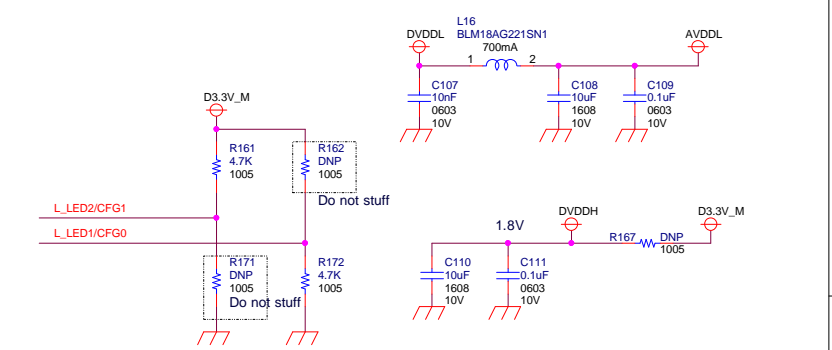 L16
BLM18AG221SN1
700mA
DVDDL
AVDDL
1
2
C107
10nF
0603
10V
C108
10uF
1608
10V
C109
0.1uF
0603
10V
D3.3V_M
R161
4.7K
1005
R162
DNP
1005
Do not stuff
L_LED2/CFG1
L_LED1/CFG0
R171
DNP
1005
Do not stuff
R172
4.7K
1005
1.8V
DVDDH
D3.3V_M
R167
DNP
1005
C110
10uF
1608
10V
C111
0.1uF
0603
10V